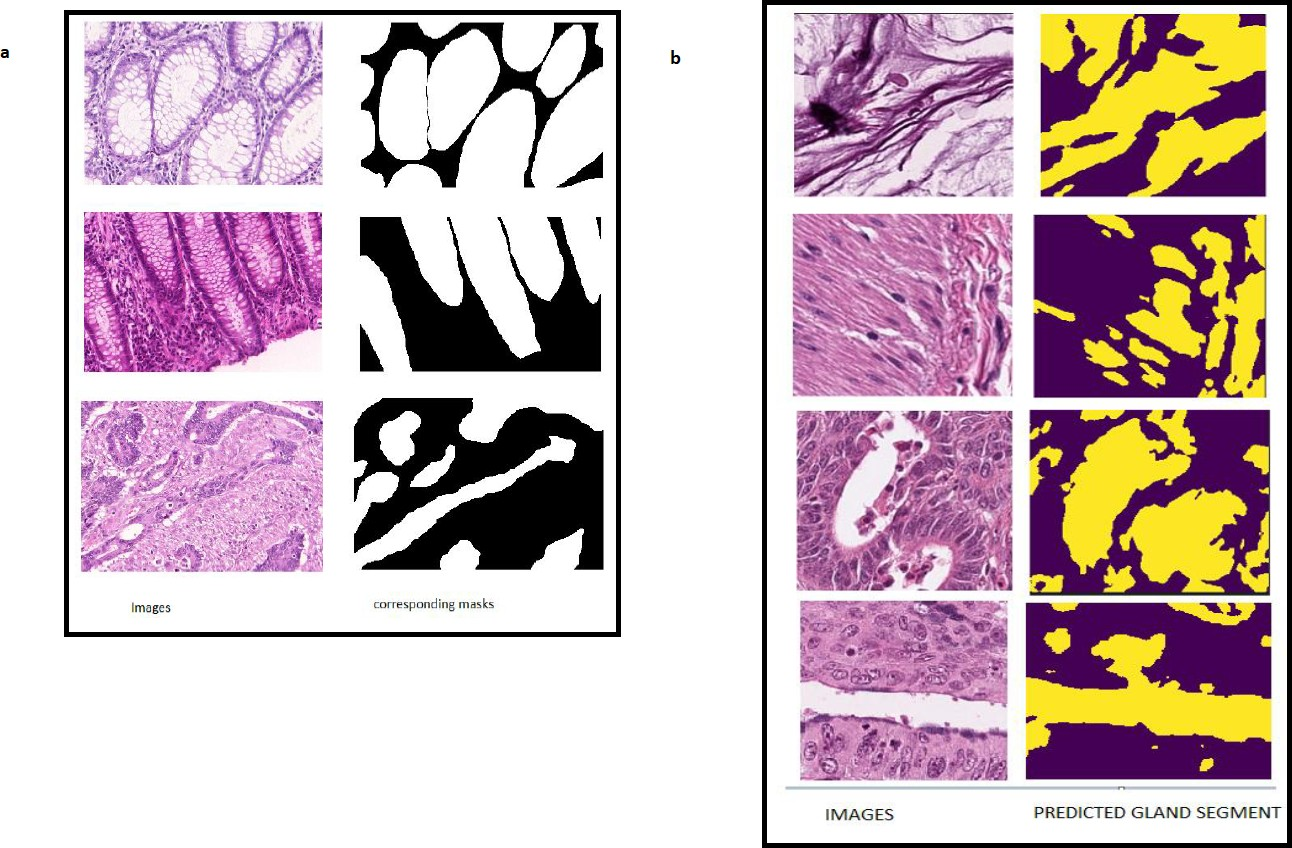 a
b
Images
corresponding masks
IMAGES
PREDICTED GLAND SEGMENT